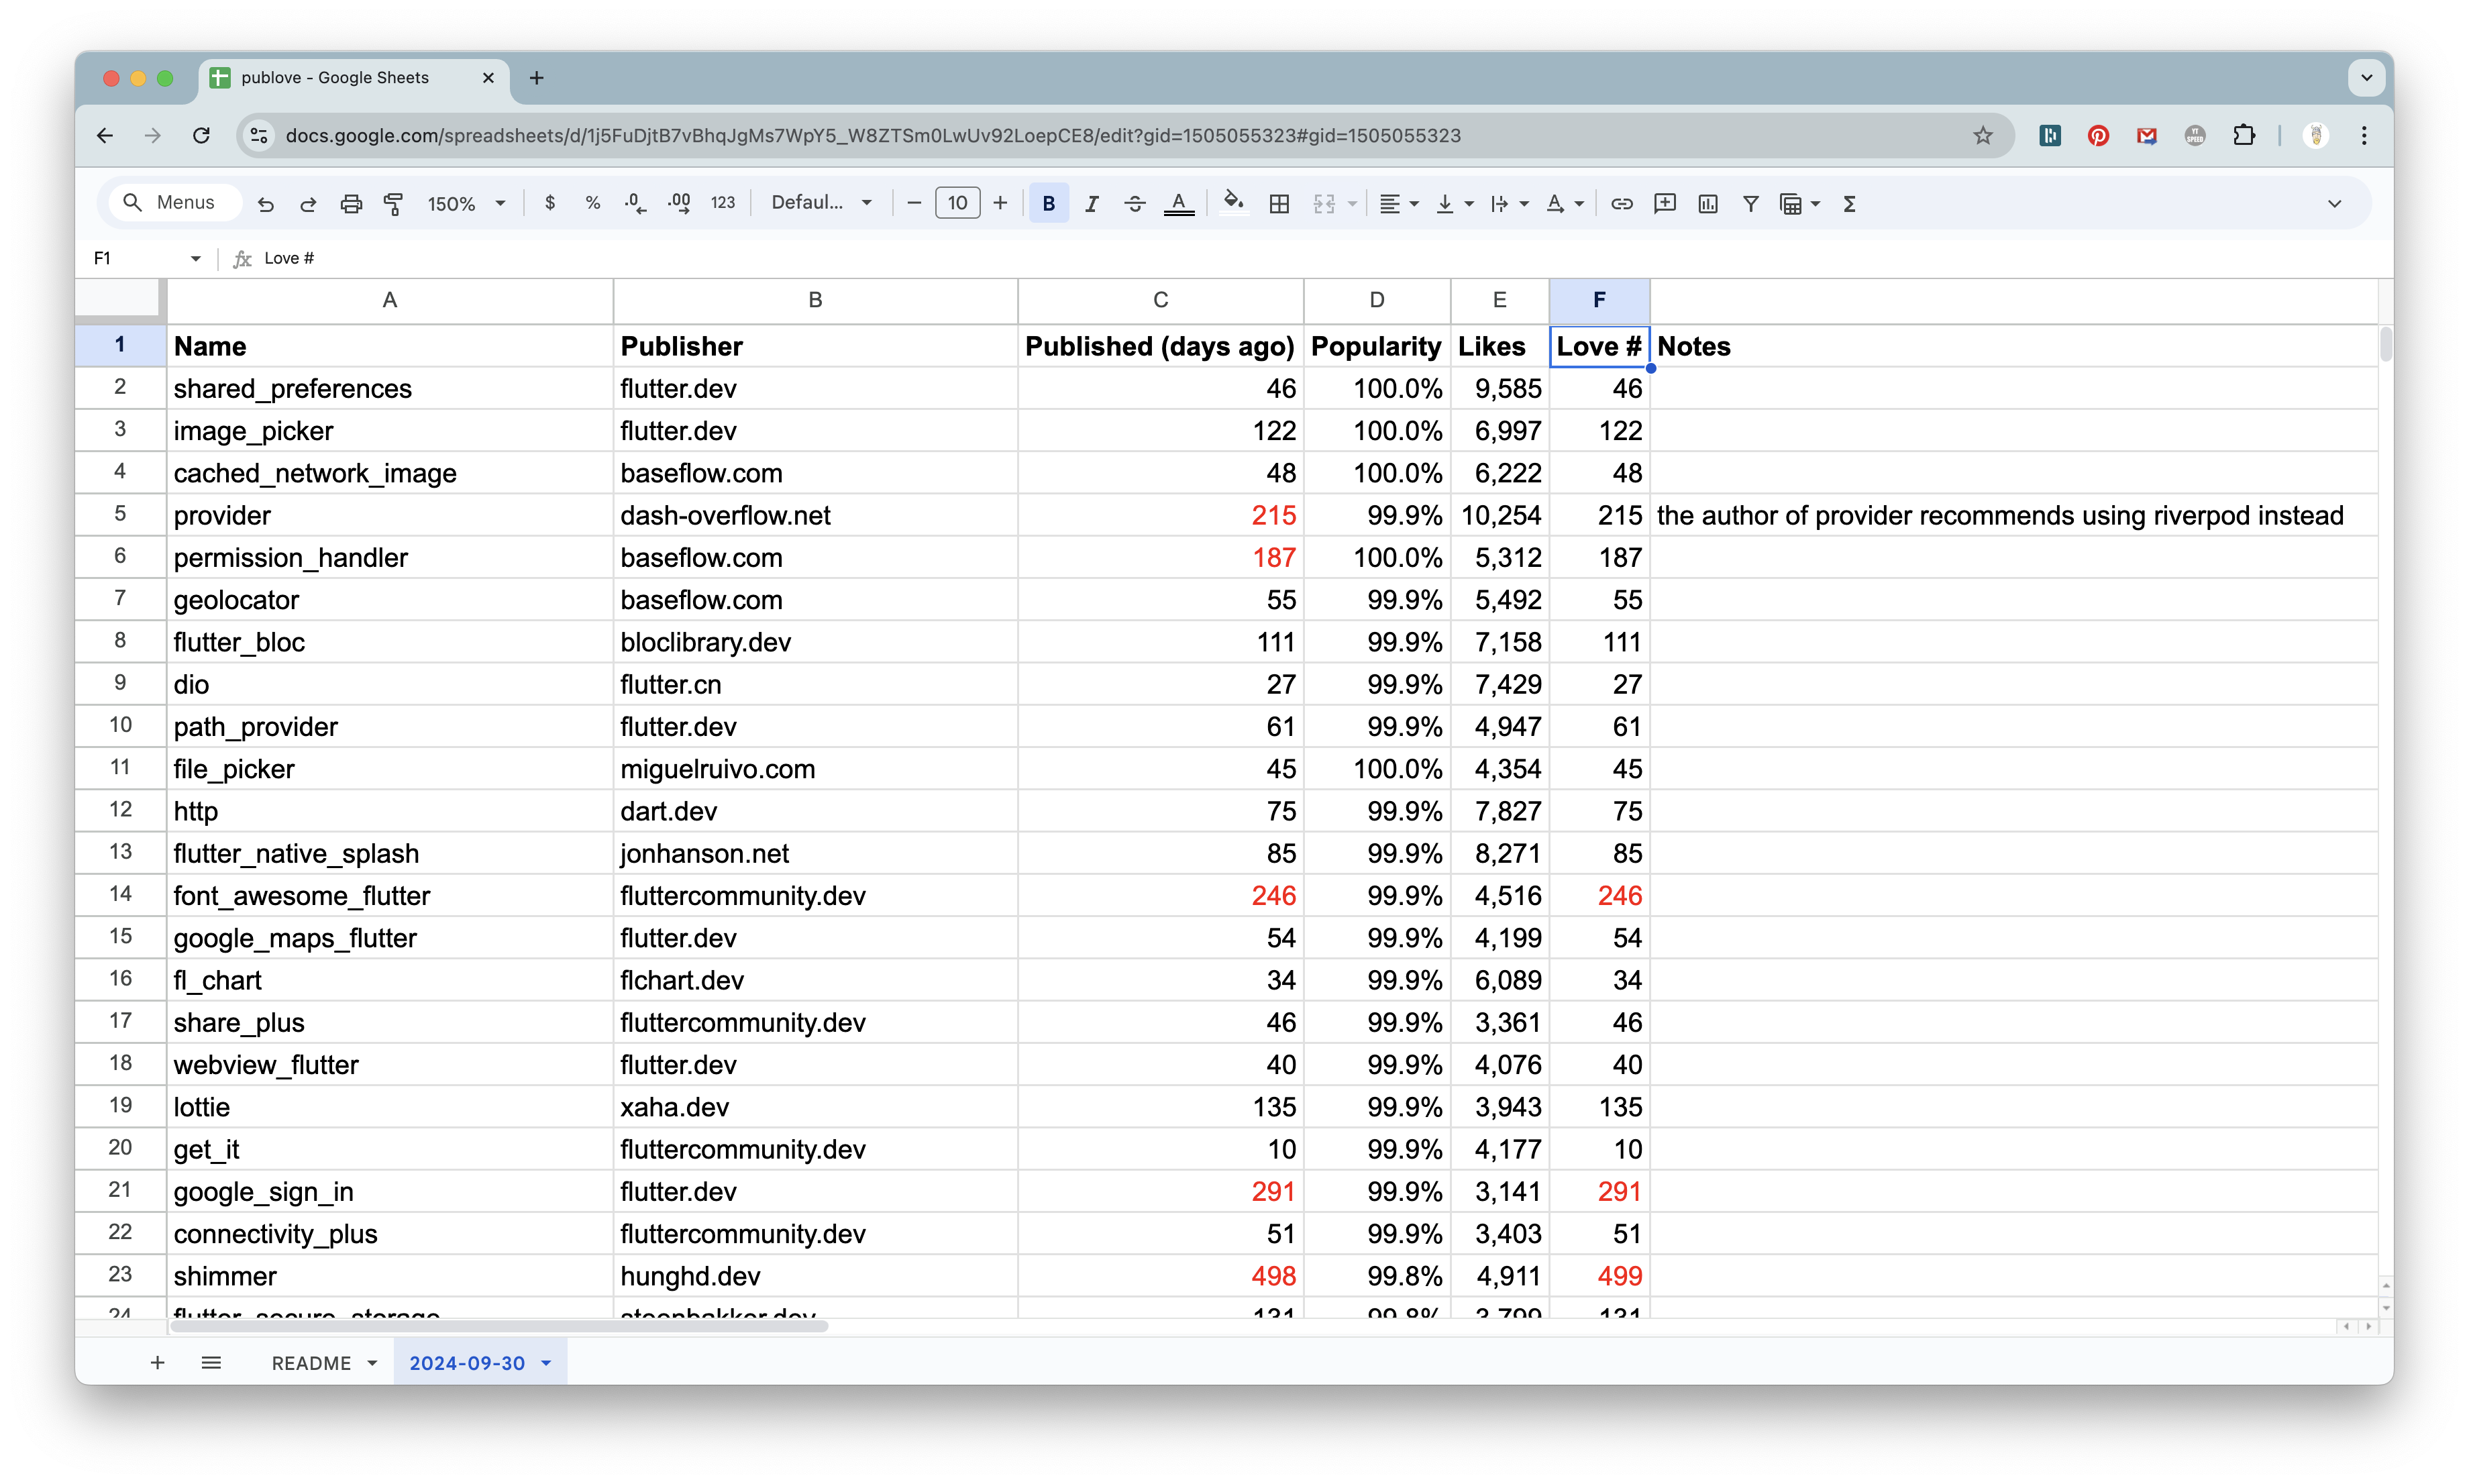 publove - Google Sheets
docs.google.com/spreadsheets/d/1j5FuDjtB7vBhqJgMs7WpY5_W8ZTSm0LwUv92LoepCE8/edit?gid=1505055323#gid=1505055323
Menus 150% $ % .0 .00 123 Defaul... 10 B I A A Σ
F1 fx Love #
A B C D E F
1 Name Publisher Published (days ago) Popularity Likes Love # Notes
2 shared_preferences flutter.dev 46 100.0% 9,585 46
3 image_picker flutter.dev 122 100.0% 6,997 122
4 cached_network_image baseflow.com 48 100.0% 6,222 48
5 provider dash-overflow.net 215 99.9% 10,254 215 the author of provider recommends using riverpod instead
6 permission_handler baseflow.com 187 100.0% 5,312 187
7 geolocator baseflow.com 55 99.9% 5,492 55
8 flutter_bloc bloclibrary.dev 111 99.9% 7,158 111
9 dio flutter.cn 27 99.9% 7,429 27
10 path_provider flutter.dev 61 99.9% 4,947 61
11 file_picker miguelruivo.com 45 100.0% 4,354 45
12 http dart.dev 75 99.9% 7,827 75
13 flutter_native_splash jonhanson.net 85 99.9% 8,271 85
14 font_awesome_flutter fluttercommunity.dev 246 99.9% 4,516 246
15 google_maps_flutter flutter.dev 54 99.9% 4,199 54
16 fl_chart flchart.dev 34 99.9% 6,089 34
17 share_plus fluttercommunity.dev 46 99.9% 3,361 46
18 webview_flutter flutter.dev 40 99.9% 4,076 40
19 lottie xaha.dev 135 99.9% 3,943 135
20 get_it fluttercommunity.dev 10 99.9% 4,177 10
21 google_sign_in flutter.dev 291 99.9% 3,141 291
22 connectivity_plus fluttercommunity.dev 51 99.9% 3,403 51
23 shimmer hunghd.dev 498 99.8% 4,911 499
24 flutter_secure_storage steenbakker.dev 131 99.8% 3,799 131
README 2024-09-30